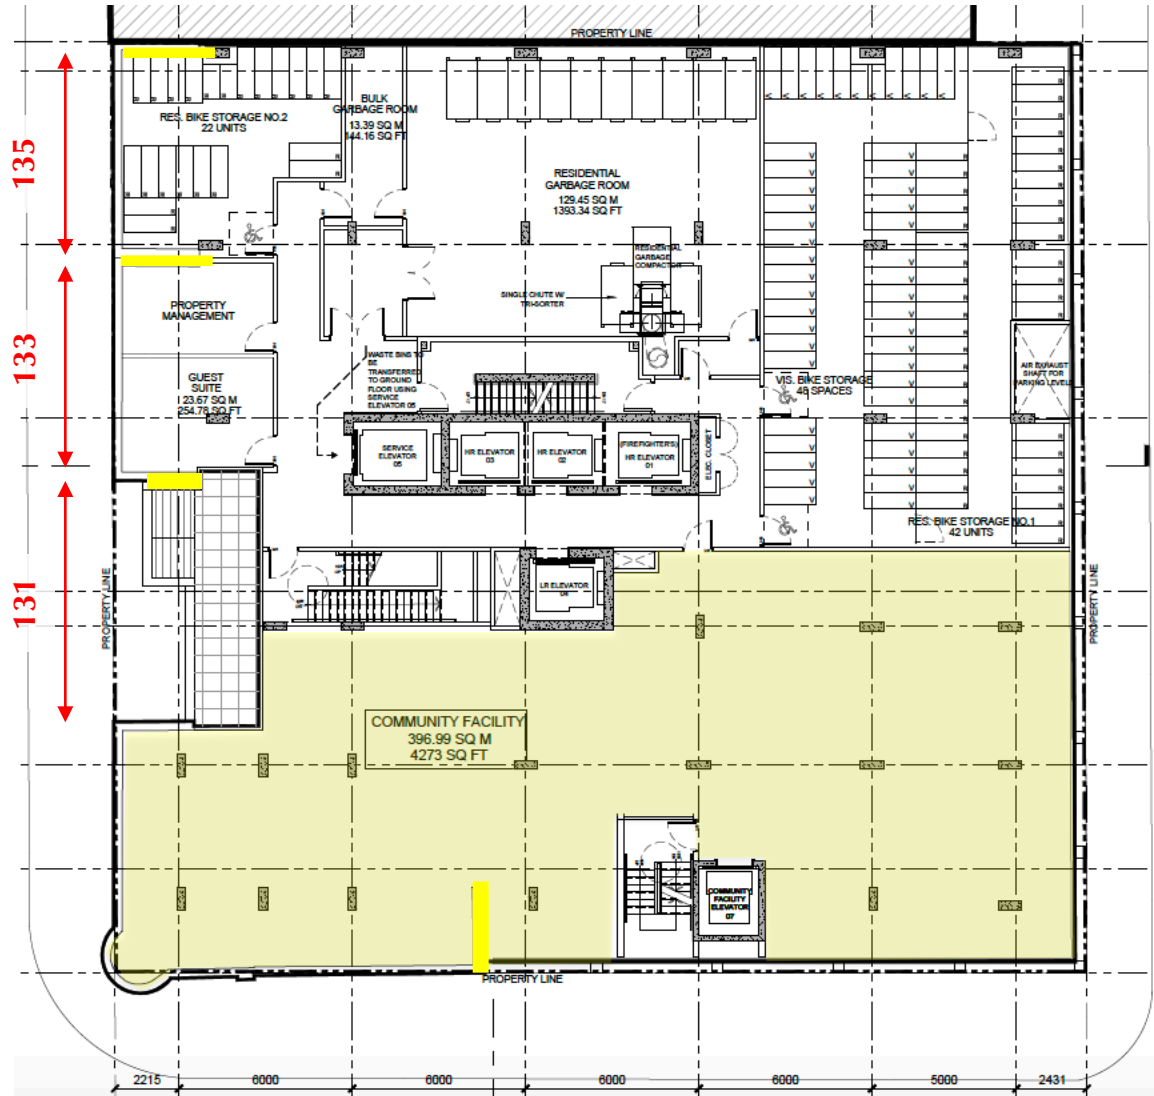 PROPERTY LINE
BULK
GARBAGE ROOM
13.39 SQ M
144.16 SQ FT
RES. BIKE STORAGE NO.2
22 UNITS
135
RESIDENTIAL
GARBAGE ROOM
129.45 SQ M
1393.34 SQ FT
RESIDENTIAL
GARBAGE
COMPACTOR
SINGLE CHUTE W/
TRI-SORTER
PROPERTY
MANAGEMENT
133
GUEST
SUITE
23.67 SQ M
254.78 SQ FT
WASTE BINS TO
BE
TRANSFERRED
TO GROUND
FLOOR USING
SERVICE
ELEVATOR 05
AIR EXHAUST
SHAFT FOR
PARKING LEVELS
VIS. BIKE STORAGE
48 SPACES
SERVICE
ELEVATOR
05
HR ELEVATOR
03
HR ELEVATOR
02
(FIREFIGHTER'S)
HR ELEVATOR
01
ELEC. CLOSET
RES. BIKE STORAGE NO.1
42 UNITS
131
PROPERTY LINE
LR ELEVATOR
04
PROPERTY LINE
COMMUNITY FACILITY
396.99 SQ M
4273 SQ FT
COMMUNITY
FACILITY
ELEVATOR
07
PROPERTY LINE
2215 6000 6000 6000 6000 5000 2431